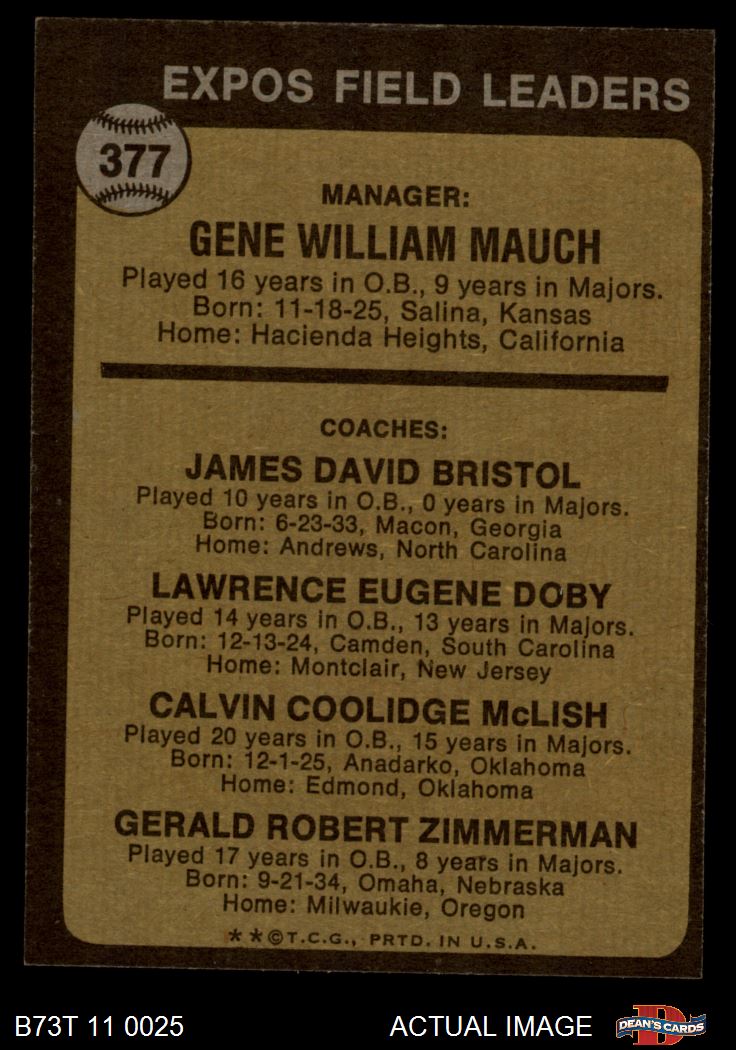 EXPOS FIELD LEADERS
377
MANAGER:
GENE WILLIAM MAUCH
Played 16 years in O.B., 9 years in Majors.
Born: 11-18-25, Salina, Kansas
Home: Hacienda Heights, California
COACHES:
JAMES DAVID BRISTOL
Played 10 years in O.B., 0 years in Majors.
Born: 6-23-33, Macon, Georgia
Home: Andrews, North Carolina
LAWRENCE EUGENE DOBY
Played 14 years in O.B., 13 years in Majors.
Born: 12-13-24, Camden, South Carolina
Home: Montclair, New Jersey
CALVIN COOLIDGE McLISH
Played 20 years in O.B., 15 years in Majors.
Born: 12-1-25, Anadarko, Oklahoma
Home: Edmond, Oklahoma
GERALD ROBERT ZIMMERMAN
Played 17 years in O.B., 8 years in Majors.
Born: 9-21-34, Omaha, Nebraska
Home: Milwaukie, Oregon
**©T.C.G., PRTD. IN U.S.A.
B73T 11 0025 ACTUAL IMAGE
D
DEAN'S CARDS